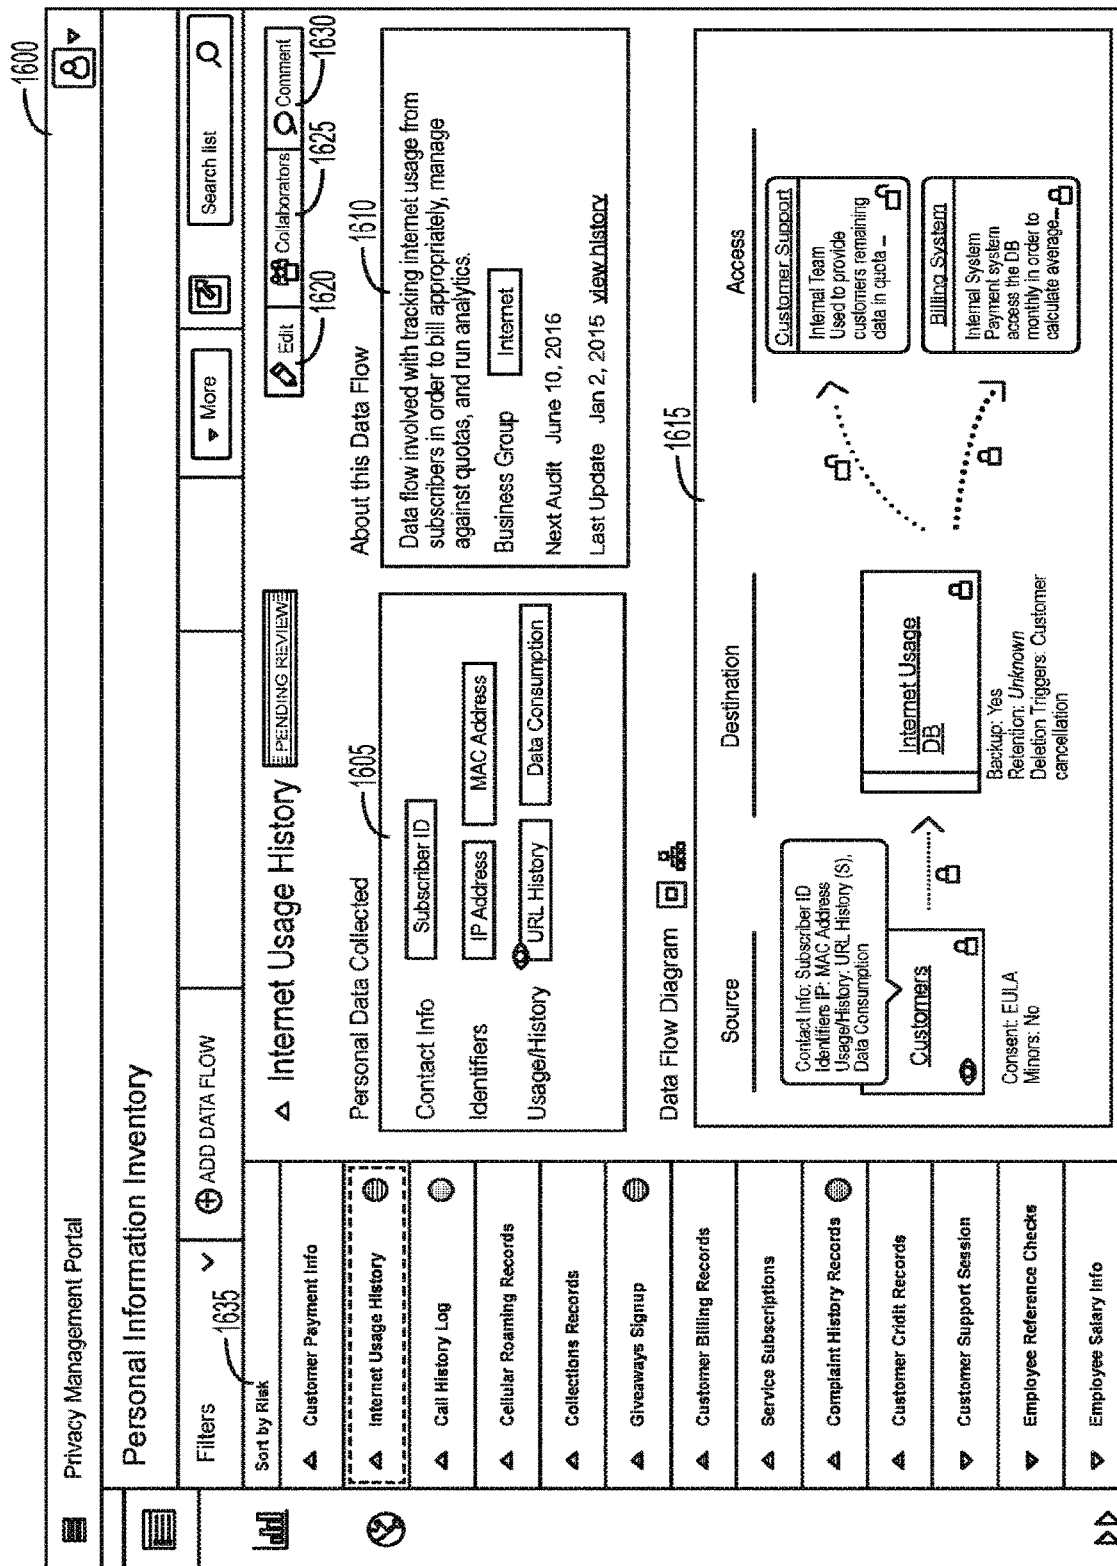 1600
Privacy Management Portal
Personal Information Inventory
Filters
ADD DATA FLOW
More
Search list
1635
Sort by Risk
Customer Payment Info
Internet Usage History
Call History Log
Cellular Roaming Records
Collections Records
Giveaways Signup
Customer Billing Records
Service Subscriptions
Complaint History Records
Customer Cridit Records
Customer Support Session
Employee Reference Checks
Employee Salary Info
Internet Usage History
PENDING REVIEW
Edit
Collaborators
Comment
1620
1625
1630
Personal Data Collected
1605
Contact Info
Subscriber ID
Identifiers
IP Address
MAC Address
Usage/History
URL History
Data Consumption
About this Data Flow
1610
Data flow involved with tracking internet usage from
subscribers in order to bill appropriately, manage
against quotas, and run analytics.
Business Group
Internet
Next Audit June 10, 2016
Last Update Jan 2, 2015 view history
Data Flow Diagram
1615
Source
Destination
Access
Contact Info: Subscriber ID
Identifiers IP: MAC Address
Usage/History: URL History (S),
Data Consumption
Customers
Consent: EULA
Minors: No
Internet Usage
DB
Backup: Yes
Retention: Unknown
Deletion Triggers: Customer
cancellation
Customer Support
Internal Team
Used to provide
customers remaining
data in quota _
Billing System
Internal System
Payment system
access the DB
monthly in order to
calculate average_